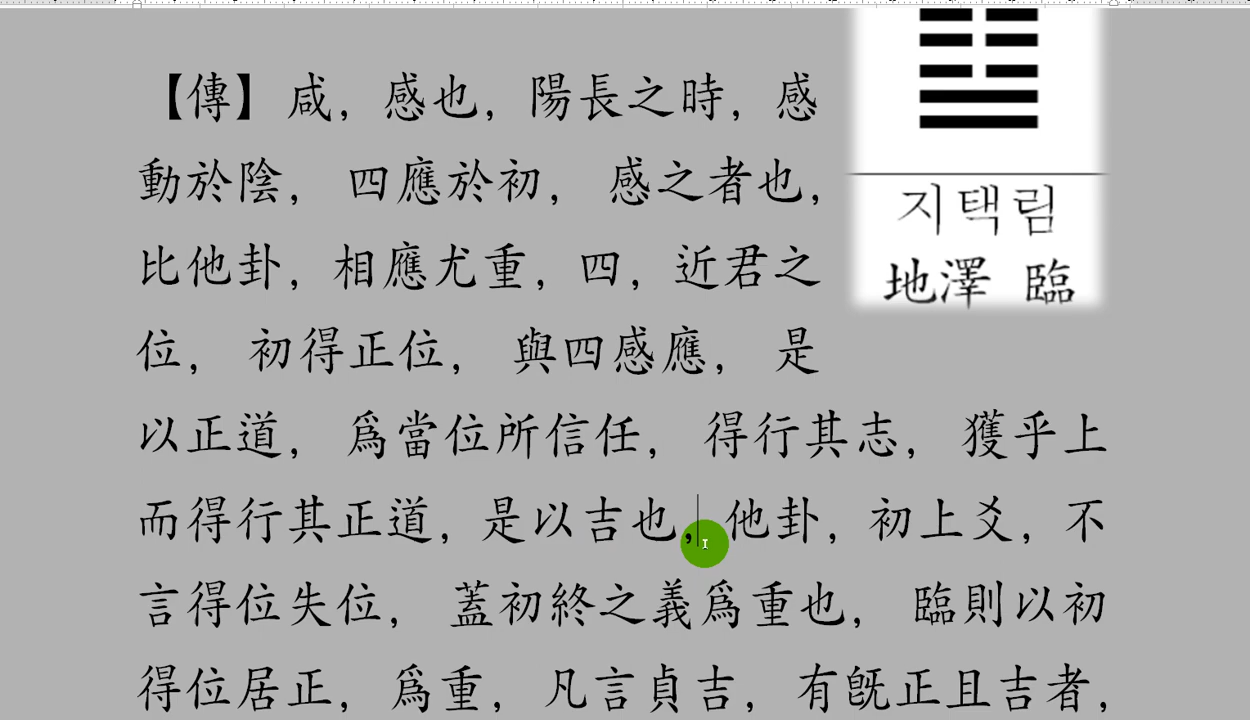 【傳】 咸, 感也, 陽長之時, 感
動於陰, 四應於初, 感之者也,
比他卦, 相應尤重, 四, 近君之
位, 初得正位, 與四感應, 是
以正道, 爲當位所信任, 得行其志, 獲乎上
而得行其正道, 是以吉也, 他卦, 初上爻, 不
言得位失位, 蓋初終之義爲重也, 臨則以初
得位居正, 爲重, 凡言貞吉, 有旣正且吉者,
지택림
地澤 臨